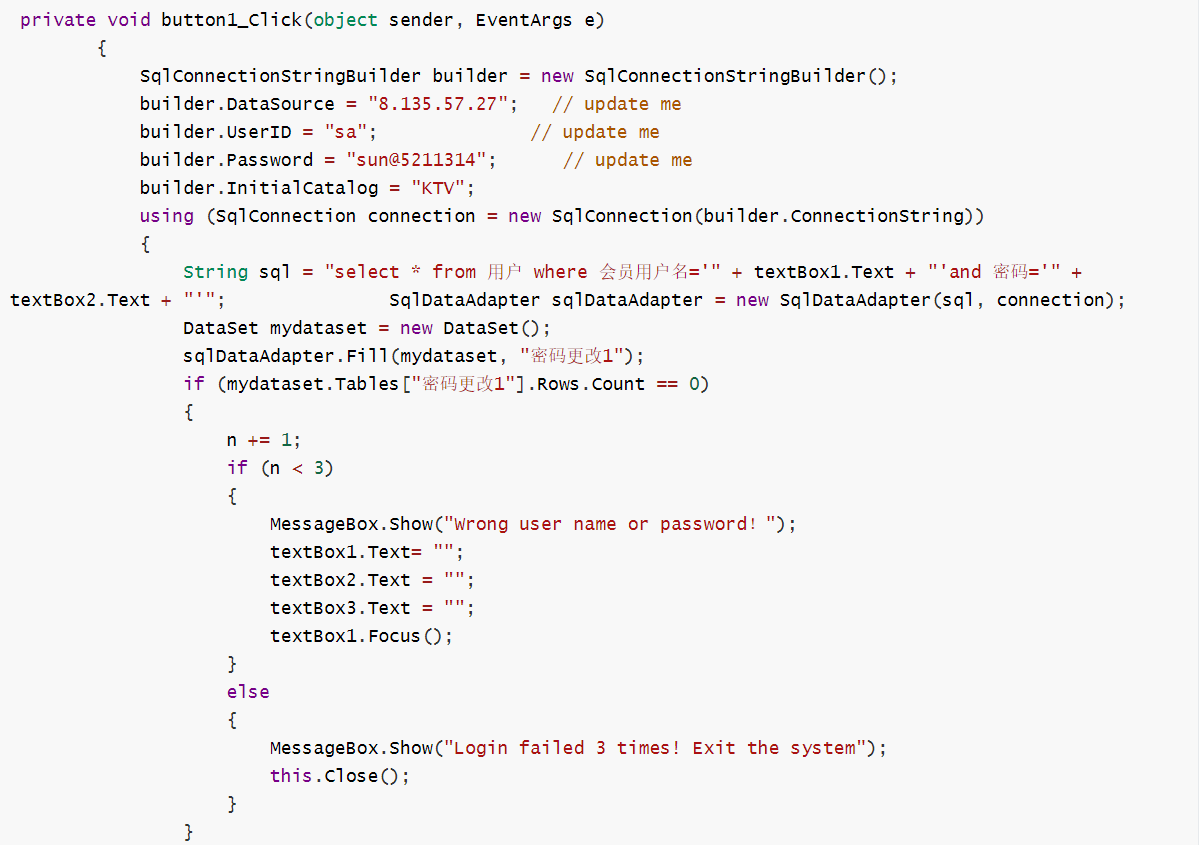 private void button1_Click(object sender, EventArgs e)
{
SqlConnectionStringBuilder builder = new SqlConnectionStringBuilder();
builder.DataSource = "8.135.57.27"; // update me
builder.UserID = "sa"; // update me
builder.Password = "sun@5211314"; // update me
builder.InitialCatalog = "KTV";
using (SqlConnection connection = new SqlConnection(builder.ConnectionString))
{
String sql = "select * from 用户 where 会员用户名='" + textBox1.Text + "'and 密码='" +
textBox2.Text + "'"; SqlDataAdapter sqlDataAdapter = new SqlDataAdapter(sql, connection);
DataSet mydataset = new DataSet();
sqlDataAdapter.Fill(mydataset, "密码更改1");
if (mydataset.Tables["密码更改1"].Rows.Count == 0)
{
n += 1;
if (n < 3)
{
MessageBox.Show("Wrong user name or password！");
textBox1.Text= "";
textBox2.Text = "";
textBox3.Text = "";
textBox1.Focus();
}
else
{
MessageBox.Show("Login failed 3 times! Exit the system");
this.Close();
}
}